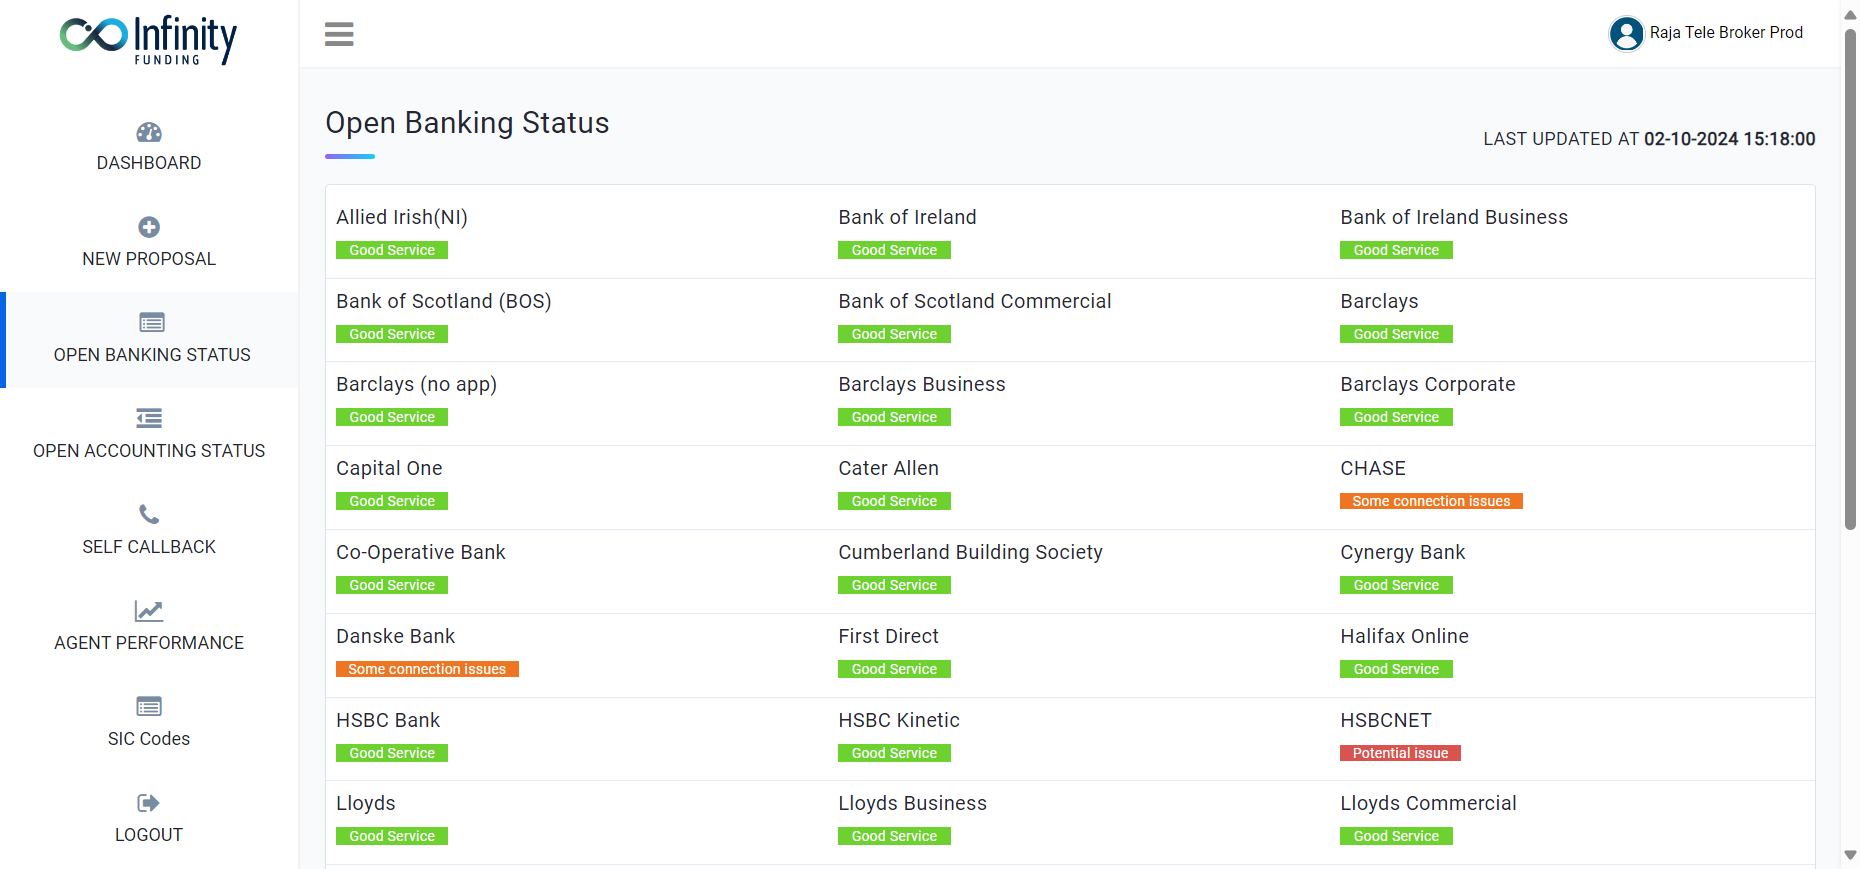 Infinity
FUNDING
Raja Tele Broker Prod
DASHBOARD
NEW PROPOSAL
OPEN BANKING STATUS
OPEN ACCOUNTING STATUS
SELF CALLBACK
AGENT PERFORMANCE
SIC Codes
LOGOUT
Open Banking Status
LAST UPDATED AT 02-10-2024 15:18:00
Allied Irish(NI)
Good Service
Bank of Ireland
Good Service
Bank of Ireland Business
Good Service
Bank of Scotland (BOS)
Good Service
Bank of Scotland Commercial
Good Service
Barclays
Good Service
Barclays (no app)
Good Service
Barclays Business
Good Service
Barclays Corporate
Good Service
Capital One
Good Service
Cater Allen
Good Service
CHASE
Some connection issues
Co-Operative Bank
Good Service
Cumberland Building Society
Good Service
Cynergy Bank
Good Service
Danske Bank
Some connection issues
First Direct
Good Service
Halifax Online
Good Service
HSBC Bank
Good Service
HSBC Kinetic
Good Service
HSBCNET
Potential issue
Lloyds
Good Service
Lloyds Business
Good Service
Lloyds Commercial
Good Service